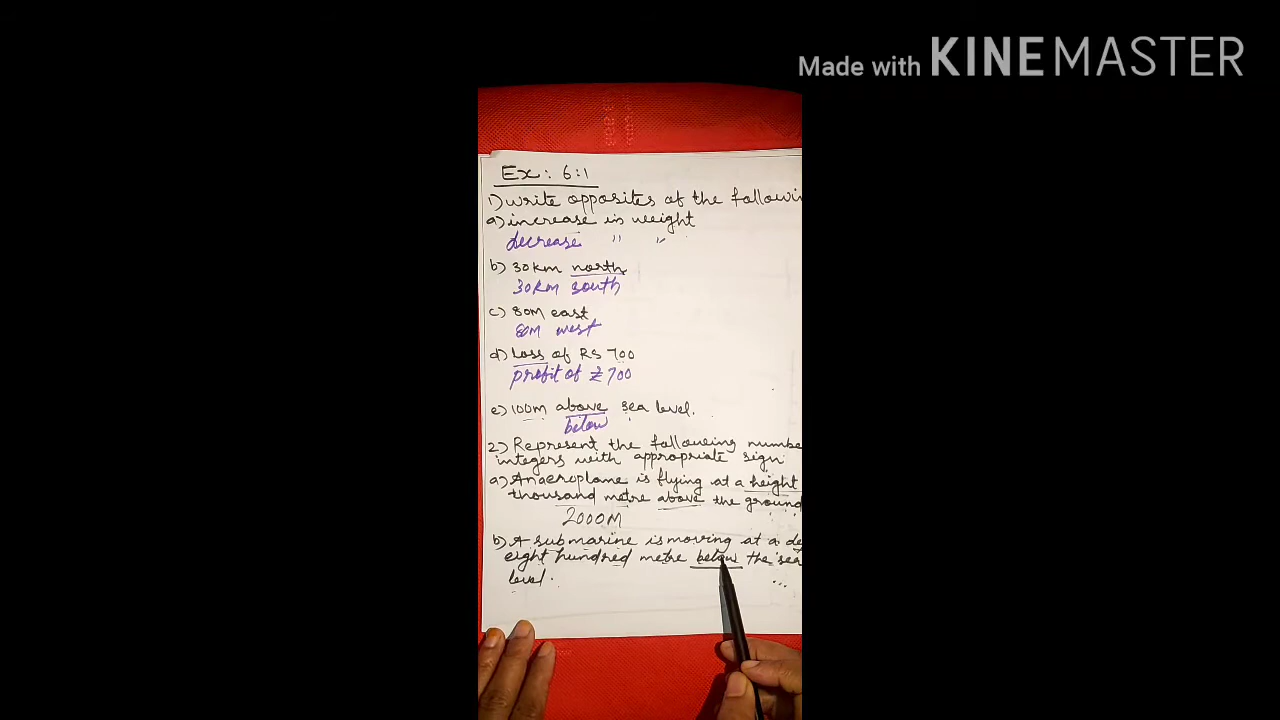 Made with KINEMASTER
Ex: 6:1
1) write opposites of the followin
a) increase in weight
decrease " "
b) 30km north
30km south
c) 80M east
80M west
d) Loss of RS 700
profit of ₹ 700
e) 100M above sea level.
below
2) Represent the following numbe
integers with appropriate sign
a) An aeroplane is flying at a height
thousand metre above the ground
2000M
b) A submarine is moving at a de
eight hundred metre below the sea
level.